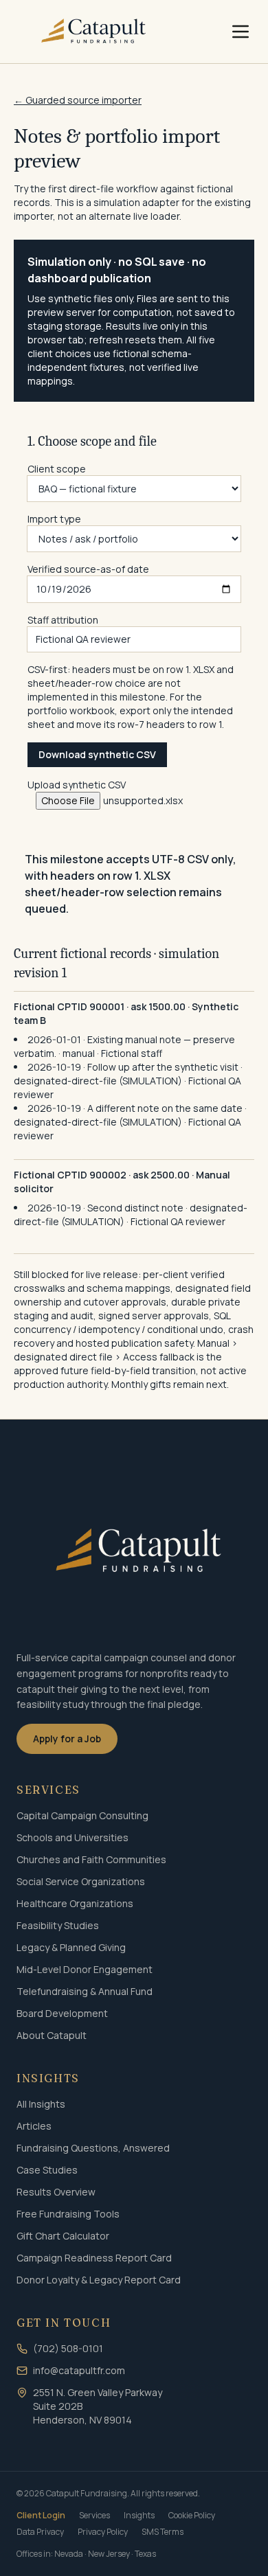 Catapult
FUNDRAISING
← Guarded source importer
Notes & portfolio import
preview
Try the first direct-file workflow against fictional
records. This is a simulation adapter for the existing
importer, not an alternate live loader.
Simulation only · no SQL save · no
dashboard publication
Use synthetic files only. Files are sent to this
preview server for computation, not saved to
staging storage. Results live only in this
browser tab; refresh resets them. All five
client choices use fictional schema-
independent fixtures, not verified live
mappings.
1. Choose scope and file
Client scope
BAQ — fictional fixture
Import type
Notes / ask / portfolio
Verified source-as-of date
10/19/2026
Staff attribution
Fictional QA reviewer
CSV-first: headers must be on row 1. XLSX and
sheet/header-row choice are not
implemented in this milestone. For the
portfolio workbook, export only the intended
sheet and move its row-7 headers to row 1.
Download synthetic CSV
Upload synthetic CSV
Choose File unsupported.xlsx
This milestone accepts UTF-8 CSV only,
with headers on row 1. XLSX
sheet/header-row selection remains
queued.
Current fictional records · simulation
revision 1
Fictional CPTID 900001 · ask 1500.00 · Synthetic
team B
• 2026-01-01 · Existing manual note — preserve
verbatim. · manual · Fictional staff
• 2026-10-19 · Follow up after the synthetic visit ·
designated-direct-file (SIMULATION) · Fictional QA
reviewer
• 2026-10-19 · A different note on the same date ·
designated-direct-file (SIMULATION) · Fictional QA
reviewer
Fictional CPTID 900002 · ask 2500.00 · Manual
solicitor
• 2026-10-19 · Second distinct note · designated-
direct-file (SIMULATION) · Fictional QA reviewer
Still blocked for live release: per-client verified
crosswalks and schema mappings, designated field
ownership and cutover approvals, durable private
staging and audit, signed server approvals, SQL
concurrency / idempotency / conditional undo, crash
recovery and hosted publication safety. Manual >
designated direct file > Access fallback is the
approved future field-by-field transition, not active
production authority. Monthly gifts remain next.
Catapult
FUNDRAISING
Full-service capital campaign counsel and donor
engagement programs for nonprofits ready to
catapult their giving to the next level, from
feasibility study through the final pledge.
Apply for a Job
SERVICES
Capital Campaign Consulting
Schools and Universities
Churches and Faith Communities
Social Service Organizations
Healthcare Organizations
Feasibility Studies
Legacy & Planned Giving
Mid-Level Donor Engagement
Telefundraising & Annual Fund
Board Development
About Catapult
INSIGHTS
All Insights
Articles
Fundraising Questions, Answered
Case Studies
Results Overview
Free Fundraising Tools
Gift Chart Calculator
Campaign Readiness Report Card
Donor Loyalty & Legacy Report Card
GET IN TOUCH
(702) 508-0101
info@catapultfr.com
2551 N. Green Valley Parkway
Suite 202B
Henderson, NV 89014
© 2026 Catapult Fundraising. All rights reserved.
Client Login Services Insights Cookie Policy
Data Privacy Privacy Policy SMS Terms
Offices in: Nevada · New Jersey · Texas